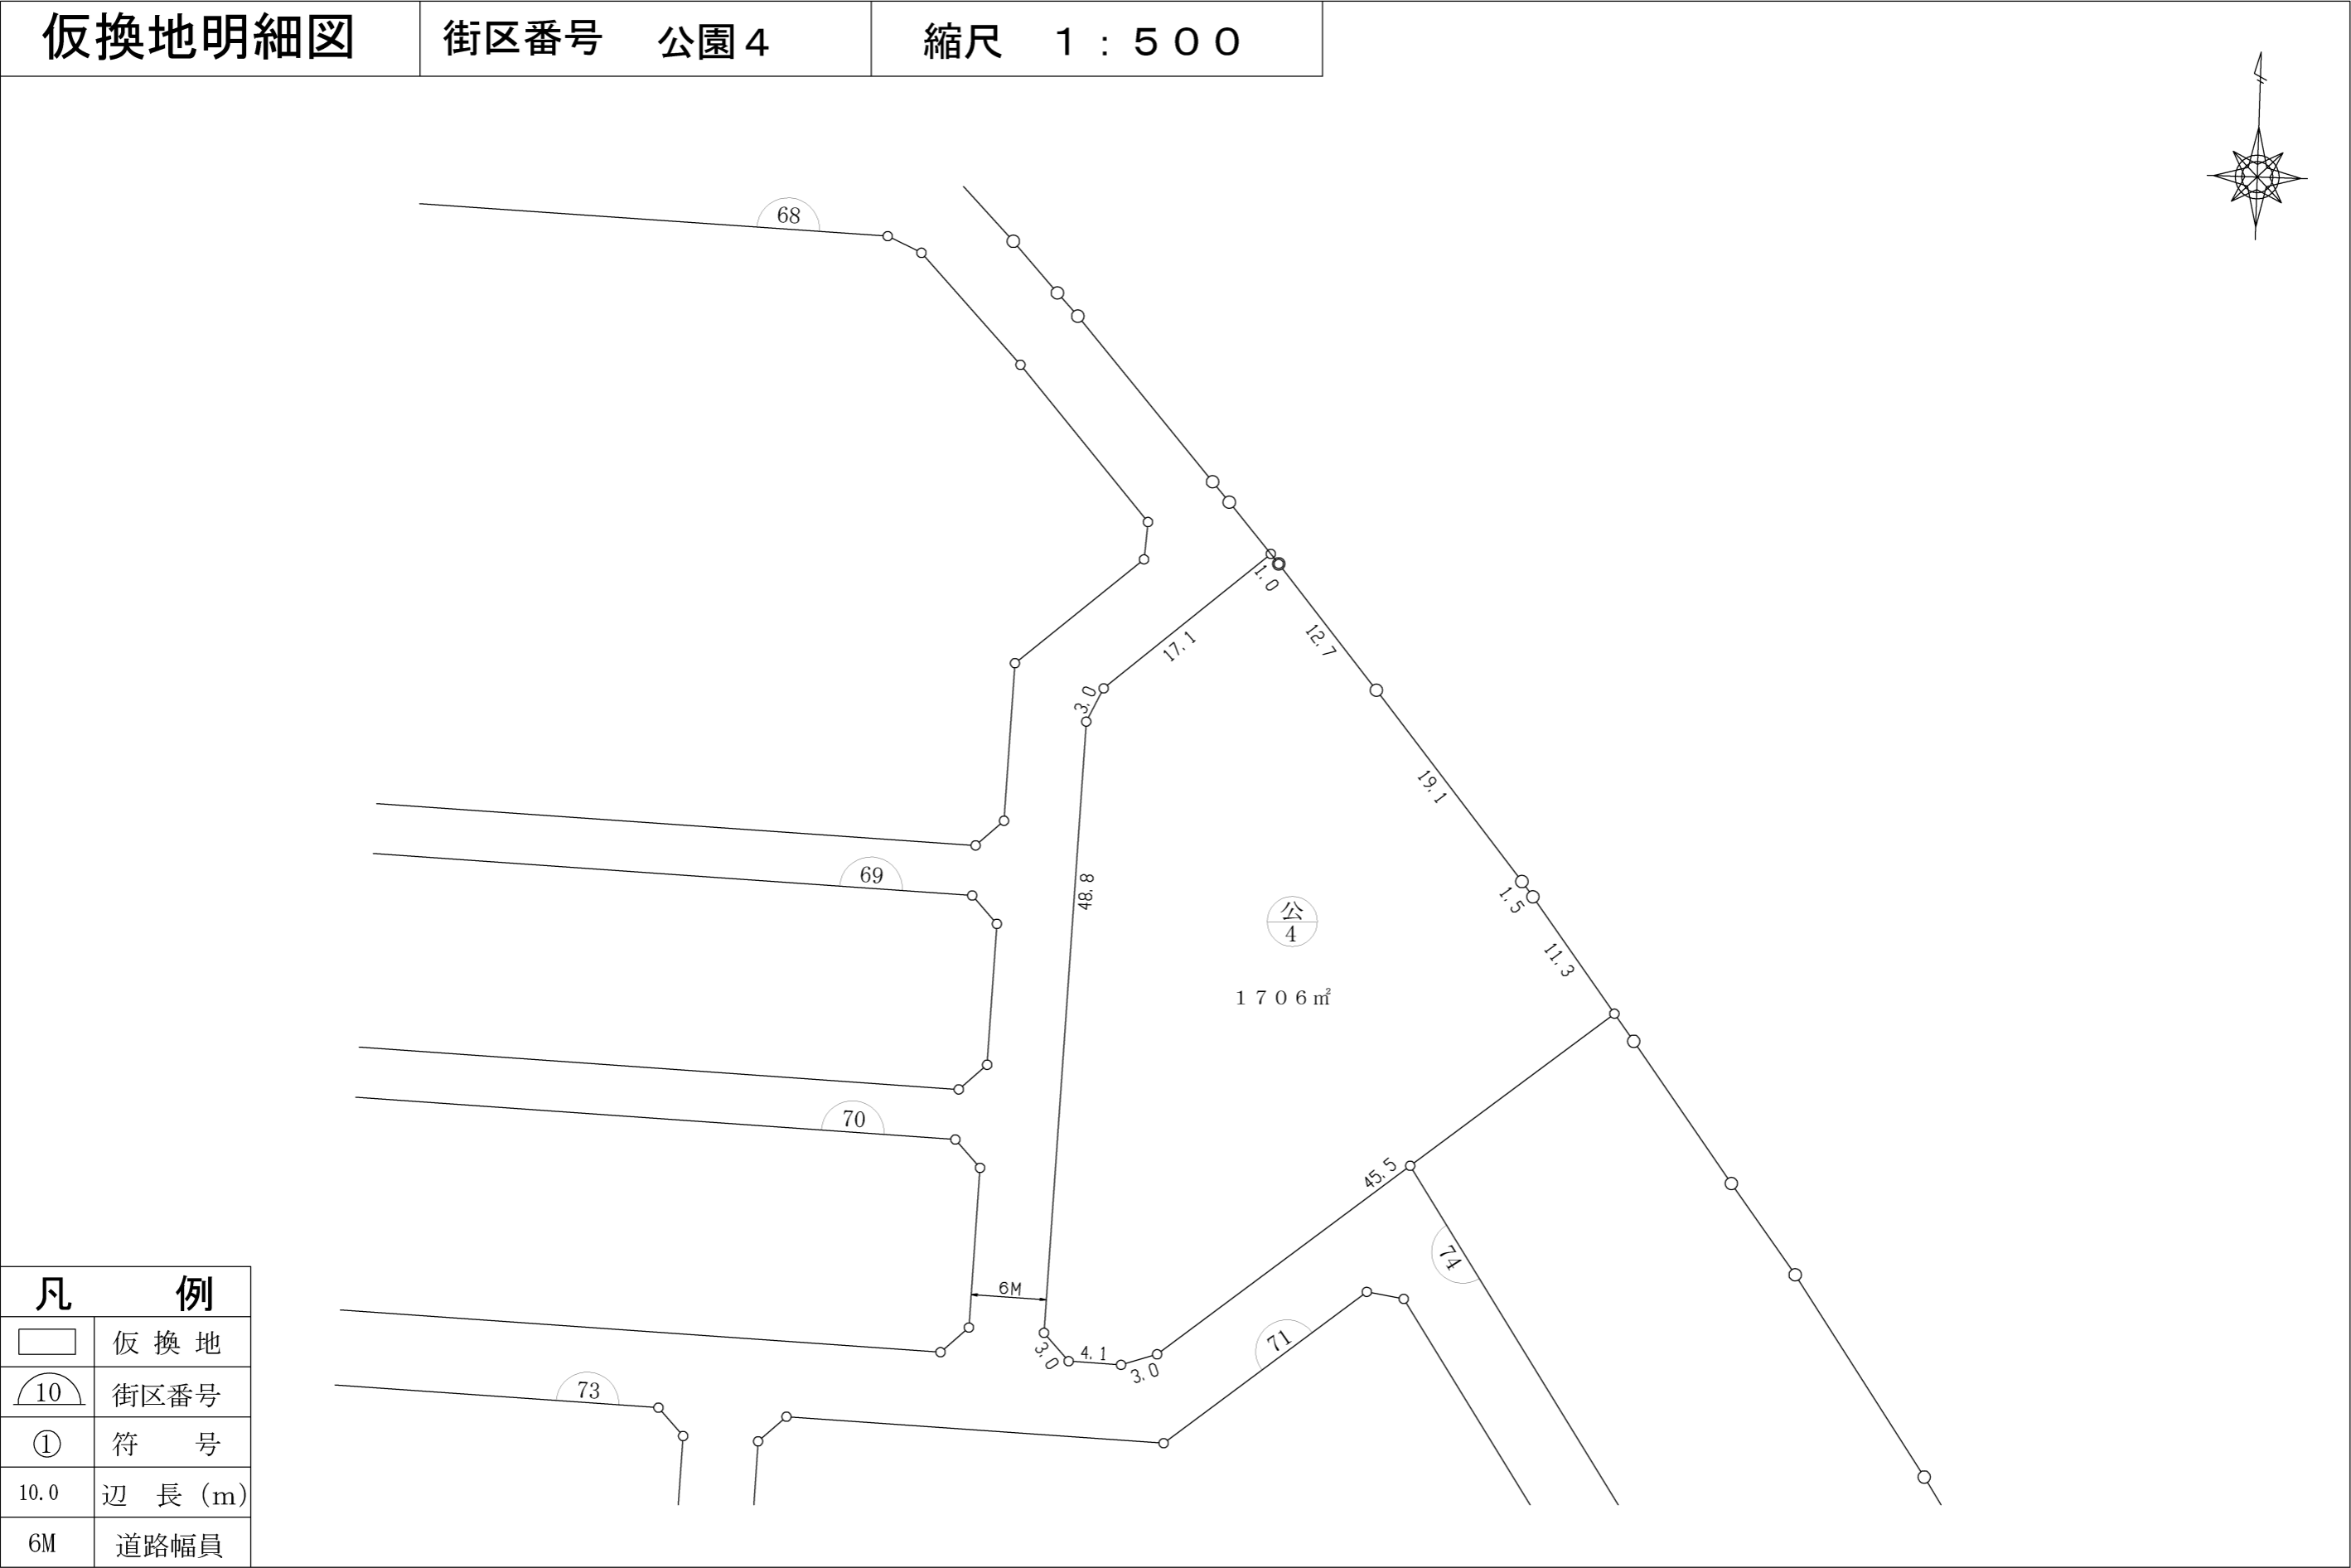 仮換地明細図 街区番号 公園４ 縮尺 １：５００
68
1.0
17.1
12.7
3.0
19.1
69
48.8
1.5
公
4
11.3
１７０６㎡
70
45.5
74
6M
71
3.0
4.1
3.0
73
凡 例
仮 換 地
10 街区番号
① 符 号
10.0 辺 長（m）
6M 道路幅員